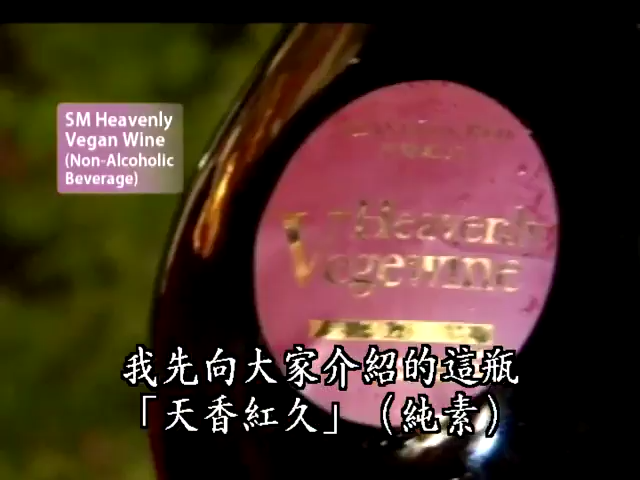 SM Heavenly
Vegan Wine
(Non-Alcoholic
Beverage)
Heavenly
Vegewine
我先向大家介紹的這瓶
「天香紅久」（純素）